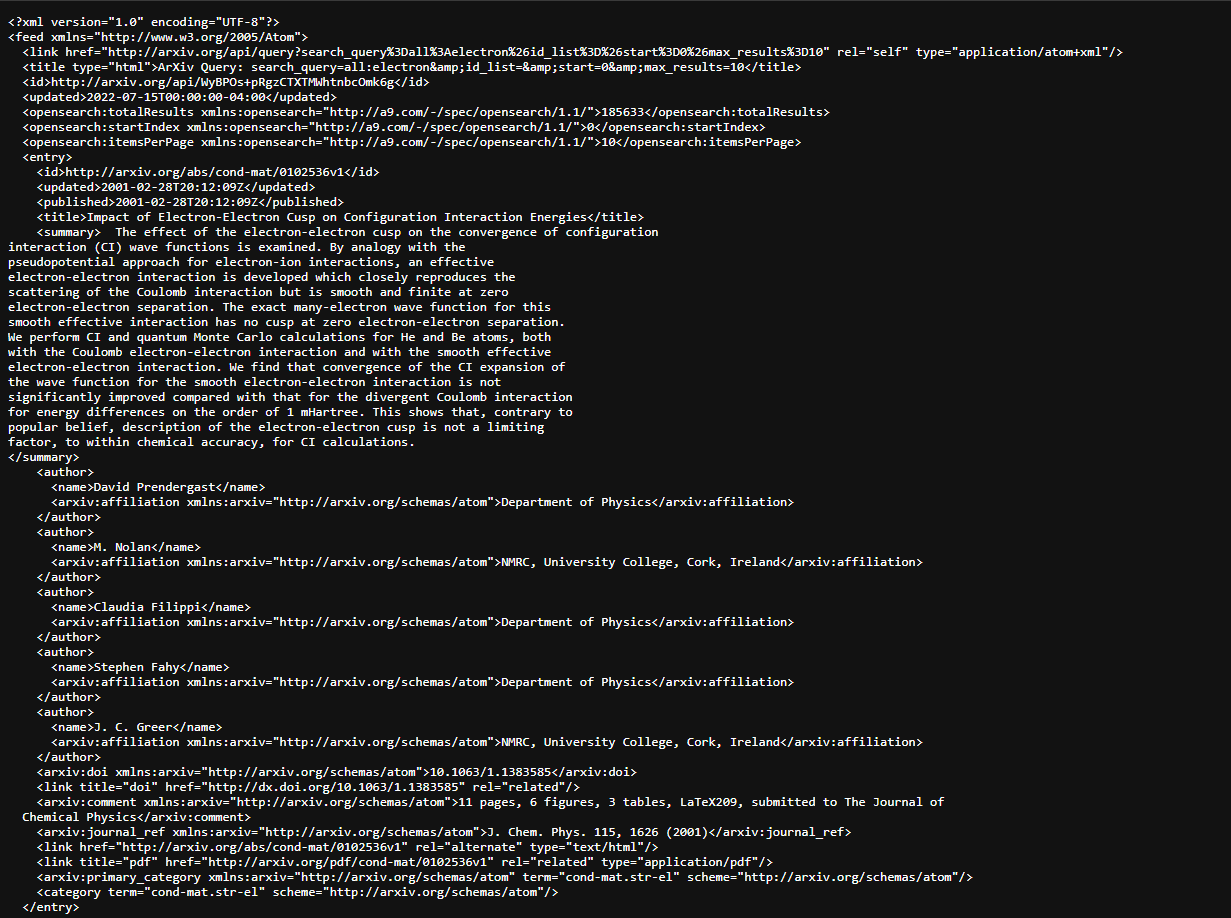 <?xml version="1.0" encoding="UTF-8"?>
<feed xmlns="http://www.w3.org/2005/Atom">
  <link href="http://arxiv.org/api/query?search_query%3Dall%3Aelectron%26id_list%3D%26start%3D0%26max_results%3D10" rel="self" type="application/atom+xml"/>
  <title type="html">ArXiv Query: search_query=all:electron&amp;id_list=&amp;start=0&amp;max_results=10</title>
  <id>http://arxiv.org/api/WyBPOs+pRgzCTXTMWhtnbcOmk6g</id>
  <updated>2022-07-15T00:00:00-04:00</updated>
  <opensearch:totalResults xmlns:opensearch="http://a9.com/-/spec/opensearch/1.1/">185633</opensearch:totalResults>
  <opensearch:startIndex xmlns:opensearch="http://a9.com/-/spec/opensearch/1.1/">0</opensearch:startIndex>
  <opensearch:itemsPerPage xmlns:opensearch="http://a9.com/-/spec/opensearch/1.1/">10</opensearch:itemsPerPage>
  <entry>
    <id>http://arxiv.org/abs/cond-mat/0102536v1</id>
    <updated>2001-02-28T20:12:09Z</updated>
    <published>2001-02-28T20:12:09Z</published>
    <title>Impact of Electron-Electron Cusp on Configuration Interaction Energies</title>
    <summary>  The effect of the electron-electron cusp on the convergence of configuration
interaction (CI) wave functions is examined. By analogy with the
pseudopotential approach for electron-ion interactions, an effective
electron-electron interaction is developed which closely reproduces the
scattering of the Coulomb interaction but is smooth and finite at zero
electron-electron separation. The exact many-electron wave function for this
smooth effective interaction has no cusp at zero electron-electron separation.
We perform CI and quantum Monte Carlo calculations for He and Be atoms, both
with the Coulomb electron-electron interaction and with the smooth effective
electron-electron interaction. We find that convergence of the CI expansion of
the wave function for the smooth electron-electron interaction is not
significantly improved compared with that for the divergent Coulomb interaction
for energy differences on the order of 1 mHartree. This shows that, contrary to
popular belief, description of the electron-electron cusp is not a limiting
factor, to within chemical accuracy, for CI calculations.
</summary>
    <author>
      <name>David Prendergast</name>
      <arxiv:affiliation xmlns:arxiv="http://arxiv.org/schemas/atom">Department of Physics</arxiv:affiliation>
    </author>
    <author>
      <name>M. Nolan</name>
      <arxiv:affiliation xmlns:arxiv="http://arxiv.org/schemas/atom">NMRC, University College, Cork, Ireland</arxiv:affiliation>
    </author>
    <author>
      <name>Claudia Filippi</name>
      <arxiv:affiliation xmlns:arxiv="http://arxiv.org/schemas/atom">Department of Physics</arxiv:affiliation>
    </author>
    <author>
      <name>Stephen Fahy</name>
      <arxiv:affiliation xmlns:arxiv="http://arxiv.org/schemas/atom">Department of Physics</arxiv:affiliation>
    </author>
    <author>
      <name>J. C. Greer</name>
      <arxiv:affiliation xmlns:arxiv="http://arxiv.org/schemas/atom">NMRC, University College, Cork, Ireland</arxiv:affiliation>
    </author>
    <arxiv:doi xmlns:arxiv="http://arxiv.org/schemas/atom">10.1063/1.1383585</arxiv:doi>
    <link title="doi" href="http://dx.doi.org/10.1063/1.1383585" rel="related"/>
    <arxiv:comment xmlns:arxiv="http://arxiv.org/schemas/atom">11 pages, 6 figures, 3 tables, LaTeX209, submitted to The Journal of
  Chemical Physics</arxiv:comment>
    <arxiv:journal_ref xmlns:arxiv="http://arxiv.org/schemas/atom">J. Chem. Phys. 115, 1626 (2001)</arxiv:journal_ref>
    <link href="http://arxiv.org/abs/cond-mat/0102536v1" rel="alternate" type="text/html"/>
    <link title="pdf" href="http://arxiv.org/pdf/cond-mat/0102536v1" rel="related" type="application/pdf"/>
    <arxiv:primary_category xmlns:arxiv="http://arxiv.org/schemas/atom" term="cond-mat.str-el" scheme="http://arxiv.org/schemas/atom"/>
    <category term="cond-mat.str-el" scheme="http://arxiv.org/schemas/atom"/>
  </entry>